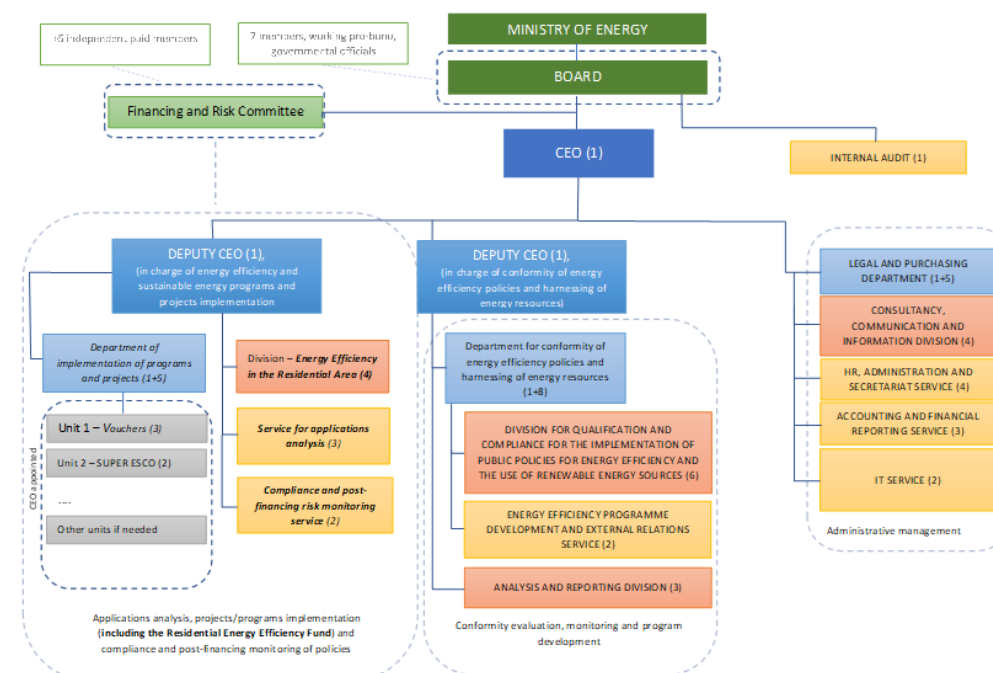 6 independent paid members
7 members, working pro-bono,
governmental officials
MINISTRY OF ENERGY
BOARD
Financing and Risk Committee
CEO (1)
INTERNAL AUDIT (1)
DEPUTY CEO (1),
(in charge of energy efficiency and
sustainable energy programs and
projects implementation
DEPUTY CEO (1),
(in charge of conformity of energy
efficiency policies and harnessing of
energy resources)
LEGAL AND PURCHASING
DEPARTMENT (1+5)
CONSULTANCY,
COMMUNICATION AND
INFORMATION DIVISION (4)
HR, ADMINISTRATION AND
SECRETARIAT SERVICE (4)
ACCOUNTING AND FINANCIAL
REPORTING SERVICE (3)
IT SERVICE (2)
Administrative management
Department of
implementation of programs
and projects (1+5)
Unit 1 – Vouchers (3)
Unit 2 – SUPER ESCO (2)
....
Other units if needed
CEO appointed
Division – Energy Efficiency
in the Residential Area (4)
Service for applications
analysis (3)
Compliance and post-
financing risk monitoring
service (2)
Applications analysis, projects/programs implementation
(including the Residential Energy Efficiency Fund) and
compliance and post-financing monitoring of policies
Department for conformity of
energy efficiency policies and
harnessing of energy resources
(1+8)
DIVISION FOR QUALIFICATION AND
COMPLIANCE FOR THE IMPLEMENTATION OF
PUBLIC POLICIES FOR ENERGY EFFICIENCY AND
THE USE OF RENEWABLE ENERGY SOURCES (6)
ENERGY EFFICIENCY PROGRAMME
DEVELOPMENT AND EXTERNAL RELATIONS
SERVICE (2)
ANALYSIS AND REPORTING DIVISION (3)
Conformity evaluation, monitoring and program
development